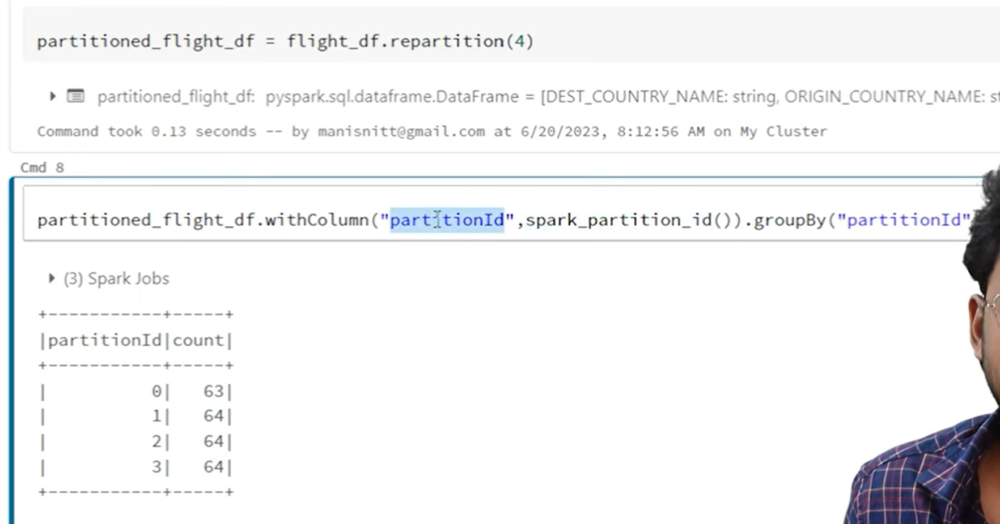 partitioned_flight_df = flight_df.repartition(4)
partitioned_flight_df: pyspark.sql.dataframe.DataFrame = [DEST_COUNTRY_NAME: string, ORIGIN_COUNTRY_NAME: st
Command took 0.13 seconds -- by manisnitt@gmail.com at 6/20/2023, 8:12:56 AM on My Cluster
Cmd 8
partitioned_flight_df.withColumn("partitionId",spark_partition_id()).groupBy("partitionId"
(3) Spark Jobs
+-----------+-----+
|partitionId|count|
+-----------+-----+
|          0|   63|
|          1|   64|
|          2|   64|
|          3|   64|
+-----------+-----+